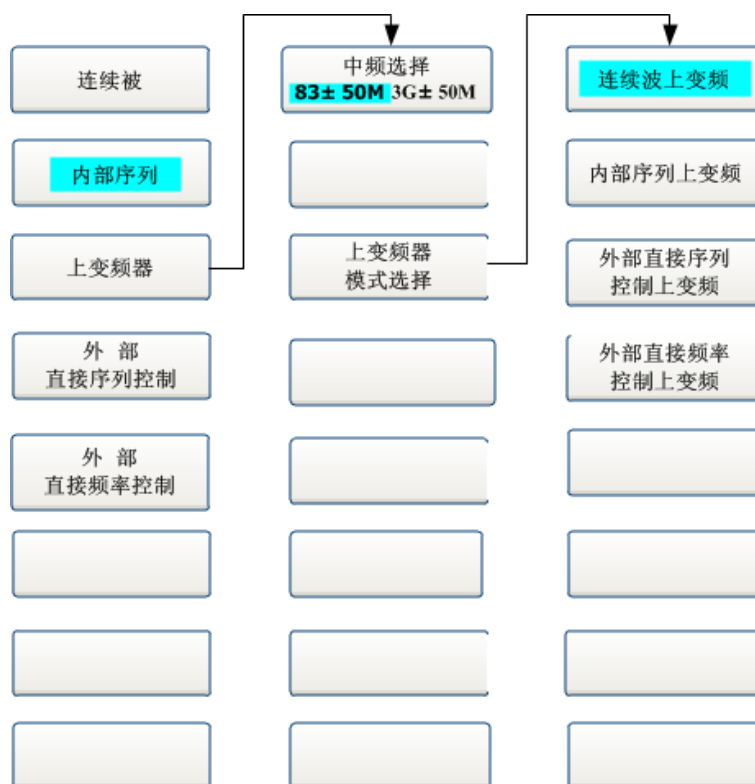 连续被
内部序列
上变频器
外 部
直接序列控制
外 部
直接频率控制
中频选择
83± 50M 3G± 50M
上变频器
模式选择
连续波上变频
内部序列上变频
外部直接序列
控制上变频
外部直接频率
控制上变频